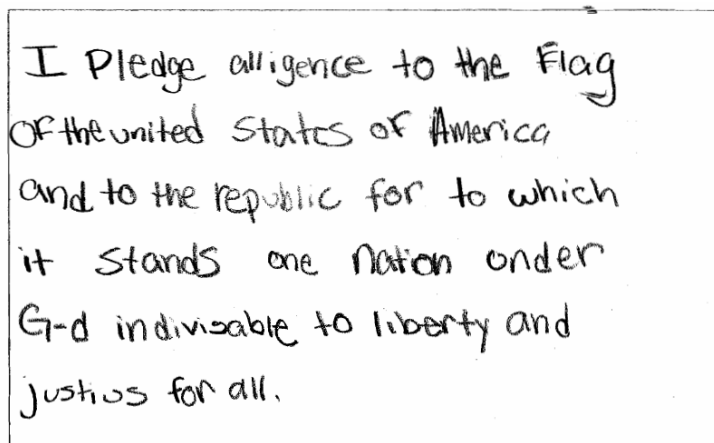 I Pledge alligence to the Flag
Of the united States of America
and to the republic for to which
it stands one nation onder
G-d indivisable to liberty and
justius for all.